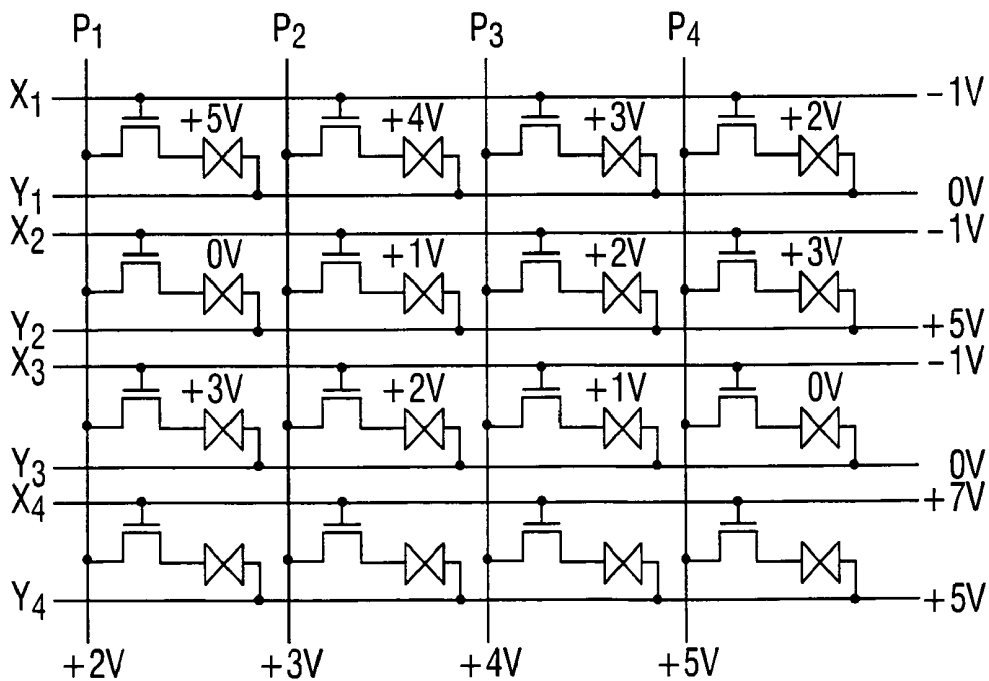 P1 P2 P3 P4
X1 -1V
+5V +4V +3V +2V
Y1 0V
X2 -1V
0V +1V +2V +3V
Y2 +5V
X3 -1V
+3V +2V +1V 0V
Y3 0V
X4 +7V
Y4 +5V
+2V +3V +4V +5V